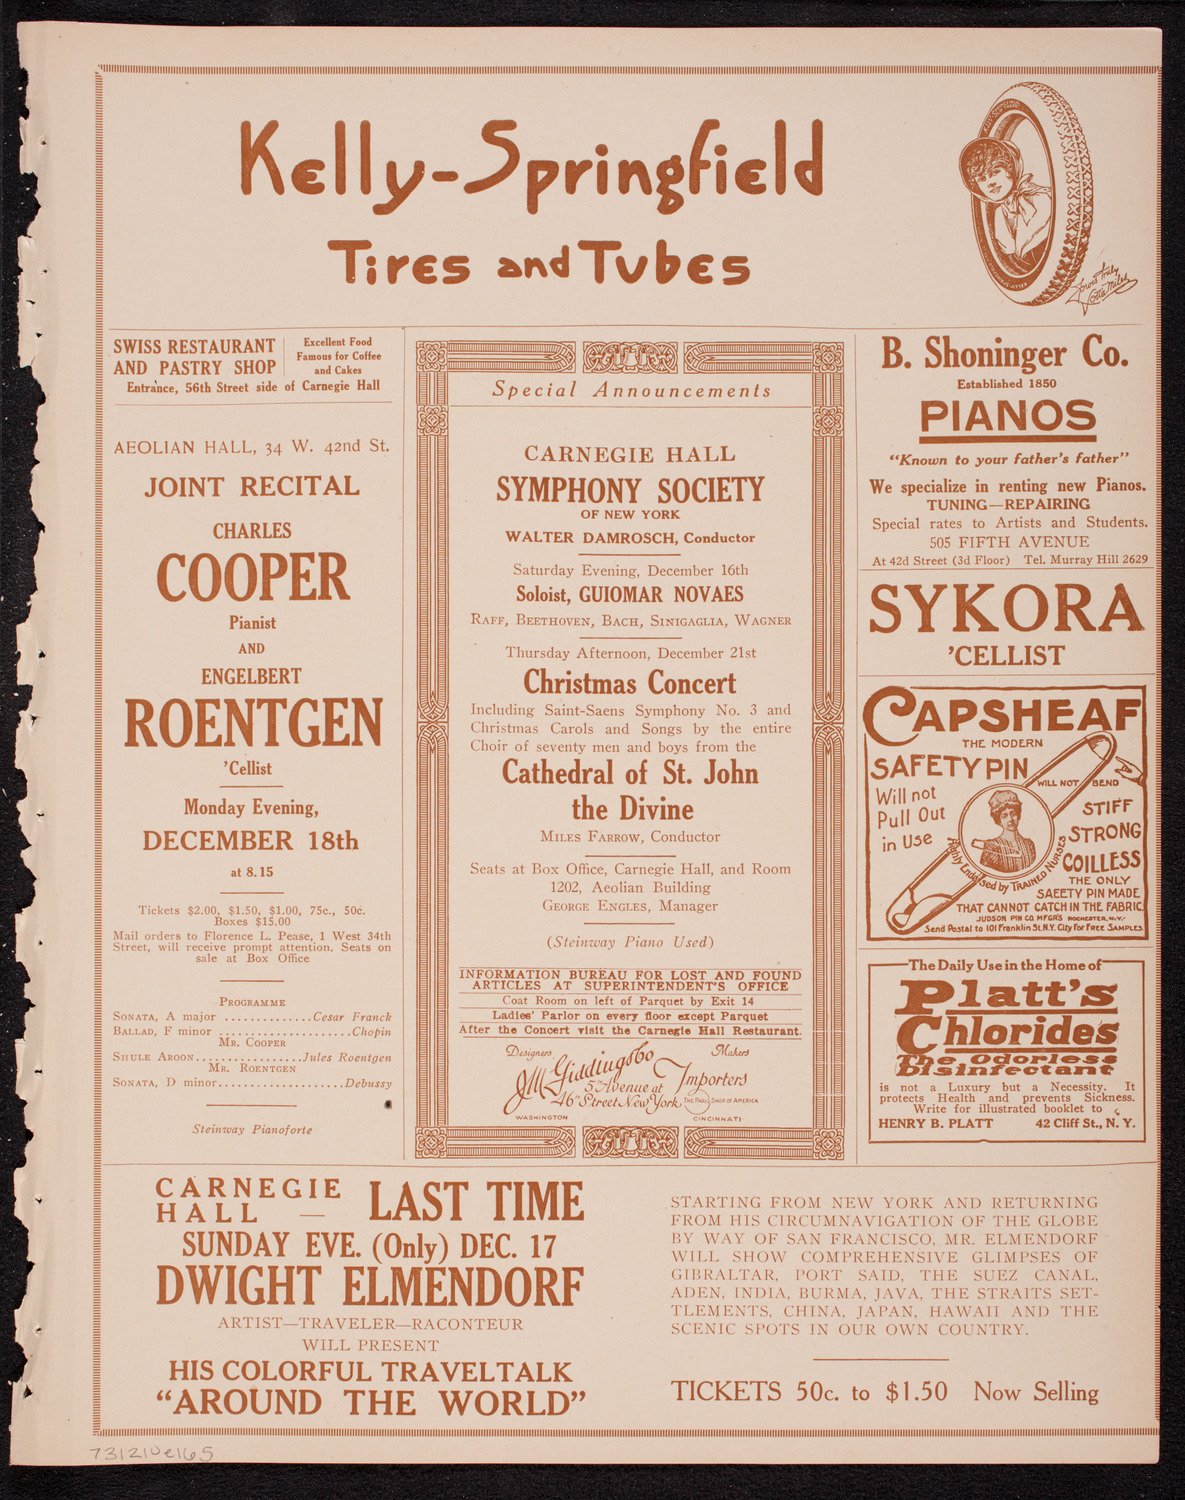 Kelly-Springfield
Tires and Tubes
Yours truly
Lotta Miles
SWISS RESTAURANT
AND PASTRY SHOP
Excellent Food
Famous for Coffee
and Cakes
Entrance, 56th Street side of Carnegie Hall
AEOLIAN HALL, 34 W. 42nd St.
JOINT RECITAL
CHARLES
COOPER
Pianist
AND
ENGELBERT
ROENTGEN
'Cellist
Monday Evening,
DECEMBER 18th
at 8.15
Tickets $2.00, $1.50, $1.00, 75c., 50c.
Boxes $15.00
Mail orders to Florence L. Pease, 1 West 34th
Street, will receive prompt attention. Seats on
sale at Box Office
PROGRAMME
SONATA, A major ..............Cesar Franck
BALLAD, F minor .....................Chopin
MR. COOPER
SHULE AROON.................Jules Roentgen
MR. ROENTGEN
SONATA, D minor....................Debussy
Steinway Pianoforte
Special Announcements
CARNEGIE HALL
SYMPHONY SOCIETY
OF NEW YORK
WALTER DAMROSCH, Conductor
Saturday Evening, December 16th
Soloist, GUIOMAR NOVAES
RAFF, BEETHOVEN, BACH, SINIGAGLIA, WAGNER
Thursday Afternoon, December 21st
Christmas Concert
Including Saint-Saens Symphony No. 3 and
Christmas Carols and Songs by the entire
Choir of seventy men and boys from the
Cathedral of St. John
the Divine
MILES FARROW, Conductor
Seats at Box Office, Carnegie Hall, and Room
1202, Aeolian Building
GEORGE ENGLES, Manager
(Steinway Piano Used)
INFORMATION BUREAU FOR LOST AND FOUND
ARTICLES AT SUPERINTENDENT'S OFFICE
Coat Room on left of Parquet by Exit 14
Ladies' Parlor on every floor except Parquet
After the Concert visit the Carnegie Hall Restaurant.
Designers
Makers
J.M. Gidding & Co
Importers
5th Avenue at
46th Street New York
THE PARIS SHOP OF AMERICA
WASHINGTON
CINCINNATI
B. Shoninger Co.
Established 1850
PIANOS
"Known to your father's father"
We specialize in renting new Pianos.
TUNING—REPAIRING
Special rates to Artists and Students.
505 FIFTH AVENUE
At 42d Street (3d Floor) Tel. Murray Hill 2629
SYKORA
'CELLIST
CAPSHEAF
THE MODERN
SAFETY PIN
WILL NOT BEND
Will not
Pull Out
in Use
STIFF
STRONG
COILLESS
Highly Endorsed by TRAINED NURSES
THE ONLY
SAFETY PIN MADE
THAT CANNOT CATCH IN THE FABRIC
JUDSON PIN CO. MFGRS ROCHESTER, N.Y.
Send Postal to 101 Franklin St. N.Y. City for FREE SAMPLES.
The Daily Use in the Home of
Platt's
Chlorides
The Odorless
Disinfectant
is not a Luxury but a Necessity. It
protects Health and prevents Sickness.
Write for illustrated booklet to
HENRY B. PLATT 42 Cliff St., N. Y.
CARNEGIE
HALL —
LAST TIME
SUNDAY EVE. (Only) DEC. 17
DWIGHT ELMENDORF
ARTIST—TRAVELER—RACONTEUR
WILL PRESENT
HIS COLORFUL TRAVELTALK
"AROUND THE WORLD"
STARTING FROM NEW YORK AND RETURNING
FROM HIS CIRCUMNAVIGATION OF THE GLOBE
BY WAY OF SAN FRANCISCO, MR. ELMENDORF
WILL SHOW COMPREHENSIVE GLIMPSES OF
GIBRALTAR, PORT SAID, THE SUEZ CANAL,
ADEN, INDIA, BURMA, JAVA, THE STRAITS SET-
TLEMENTS, CHINA, JAPAN, HAWAII AND THE
SCENIC SPOTS IN OUR OWN COUNTRY.
TICKETS 50c. to $1.50 Now Selling
731210e165